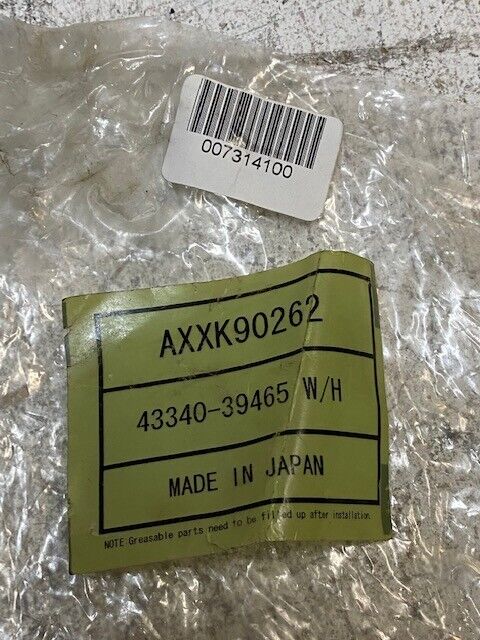 007314100
AXXK90262
43340-39465 W/H
MADE IN JAPAN
NOTE:Greasable parts need to be filled up after installation.